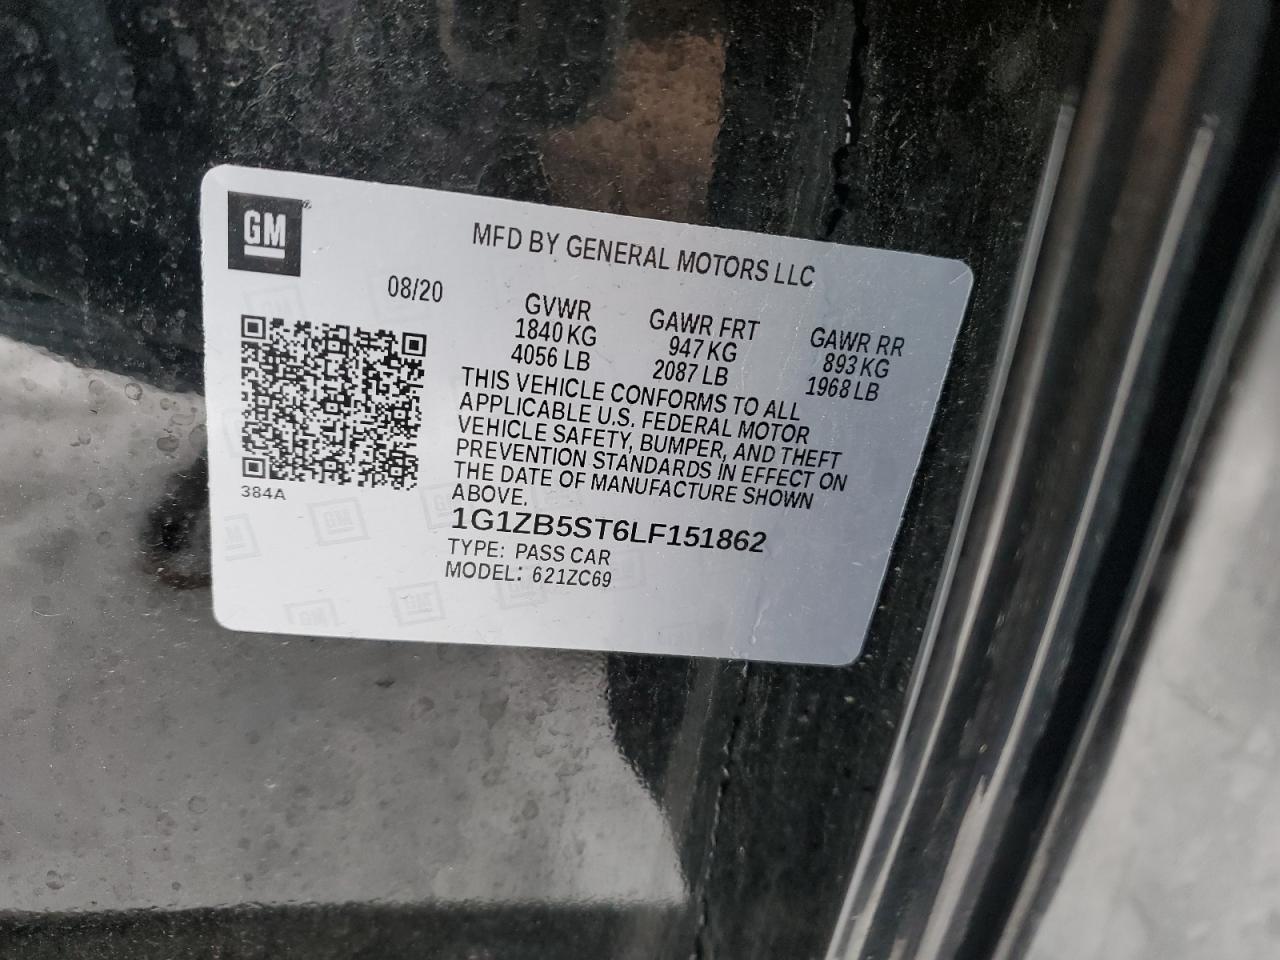 GM
MFD BY GENERAL MOTORS LLC
08/20
GVWR
1840 KG
4056 LB
GAWR FRT
947 KG
2087 LB
GAWR RR
893 KG
1968 LB
THIS VEHICLE CONFORMS TO ALL
APPLICABLE U.S. FEDERAL MOTOR
VEHICLE SAFETY, BUMPER, AND THEFT
PREVENTION STANDARDS IN EFFECT ON
THE DATE OF MANUFACTURE SHOWN
ABOVE.
384A
1G1ZB5ST6LF151862
TYPE: PASS CAR
MODEL: 621ZC69